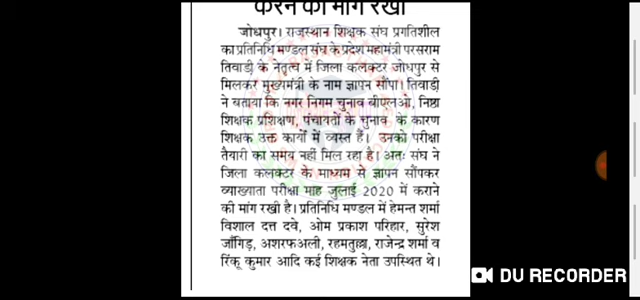 करने की मांग रखी
जोधपुर। राजस्थान शिक्षक संघ प्रगतिशील
का प्रतिनिधि मण्डल संघ के प्रदेश महामंत्री परसराम
तिवाड़ी के नेतृत्व में जिला कलक्टर जोधपुर से
मिलकर मुख्यमंत्री के नाम ज्ञापन सौंपा। तिवाड़ी
ने बताया कि नगर निगम चुनाव बीएलओ, निष्ठा
शिक्षक प्रशिक्षण, पंचायतों के चुनाव के कारण
शिक्षक उक्त कार्यों में व्यस्त हैं। उनको परीक्षा
तैयारी का समय नहीं मिल रहा है। अतः संघ ने
जिला कलक्टर के माध्यम से ज्ञापन सौंपकर
व्याख्याता परीक्षा माह जुलाई 2020 में कराने
की मांग रखी है। प्रतिनिधि मण्डल में हेमन्त शर्मा
विशाल दत्त दवे, ओम प्रकाश परिहार, सुरेश
जाँगिड़, अशरफअली, रहमतुल्ला, राजेन्द्र शर्मा व
रिंकू कुमार आदि कई शिक्षक नेता उपस्थित थे।
DU RECORDER